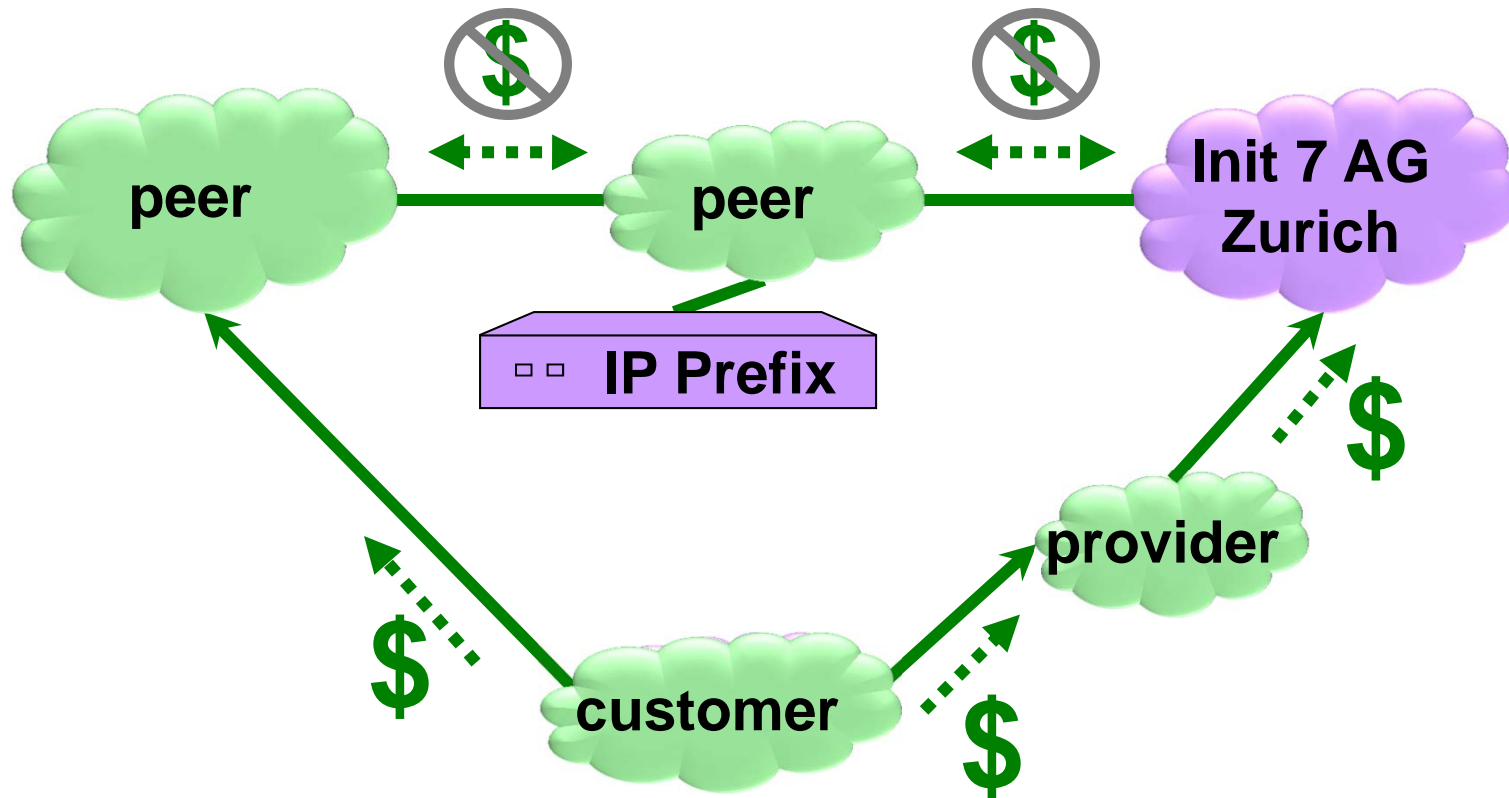 $
$
peer
peer
Init 7 AG
Zurich
IP Prefix
$
provider
$
customer
$